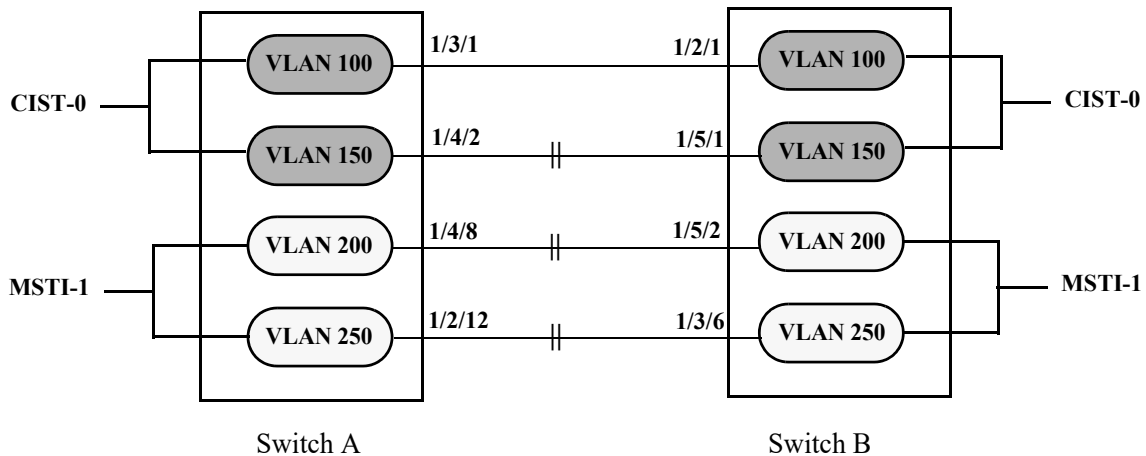 1/3/1
1/2/1
VLAN 100
VLAN 100
CIST-0
CIST-0
1/4/2
1/5/1
VLAN 150
VLAN 150
1/4/8
1/5/2
VLAN 200
VLAN 200
MSTI-1
MSTI-1
1/2/12
1/3/6
VLAN 250
VLAN 250
Switch A
Switch B